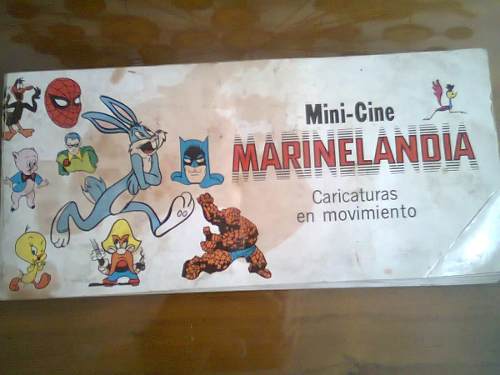 Mini-Cine
MARINELANDIA
Caricaturas
en movimiento